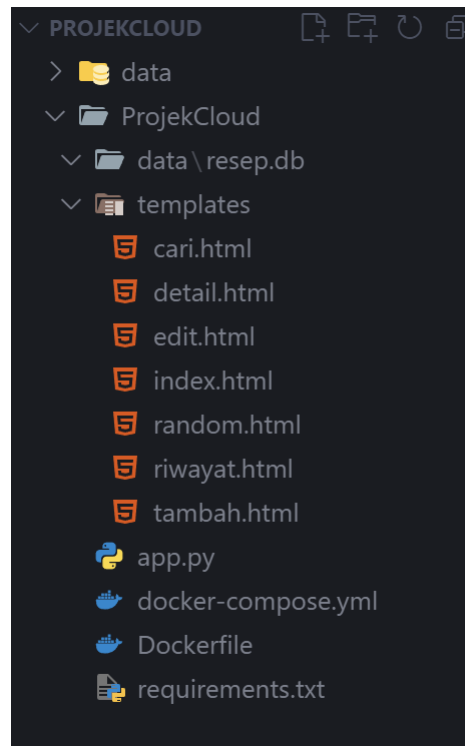 PROJEKCLOUD
data
ProjekCloud
data\resep.db
templates
cari.html
detail.html
edit.html
index.html
random.html
riwayat.html
tambah.html
app.py
docker-compose.yml
Dockerfile
requirements.txt